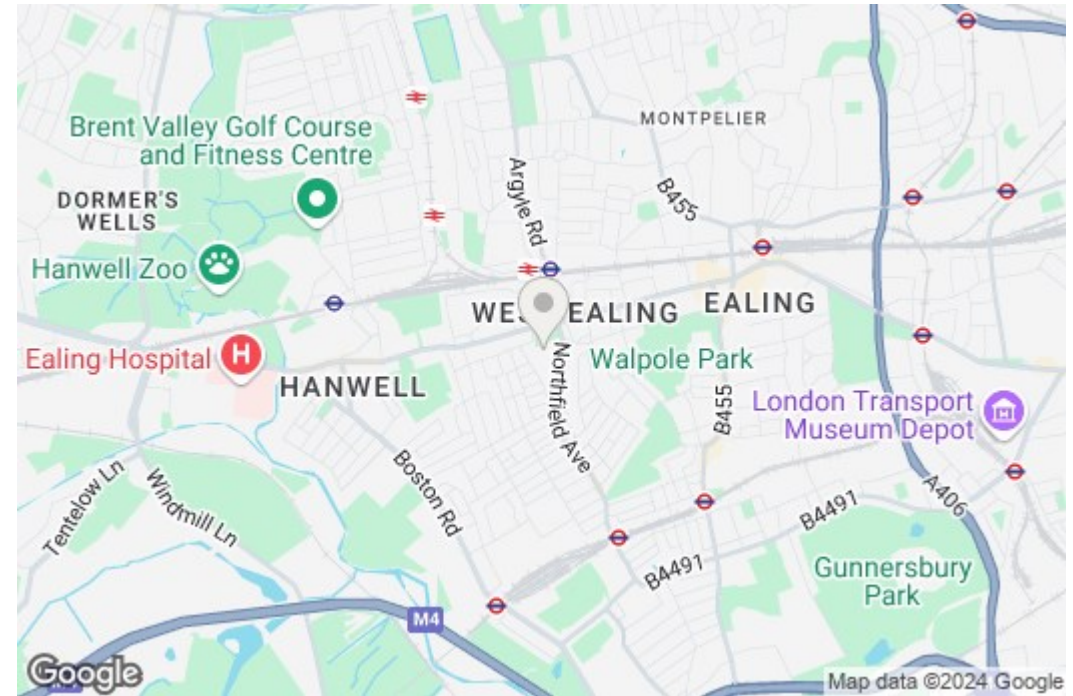 MONTPELIER
Brent Valley Golf Course
and Fitness Centre
Argyle Rd
B455
DORMER'S
WELLS
Hanwell Zoo
WES EALING
EALING
Ealing Hospital
H
HANWELL
Northfield Ave
Walpole Park
B455
London Transport
Museum Depot
Boston Rd
Tentelow Ln
Windmill Ln
B4491
A406
B4491
Gunnersbury
Park
M4
Google
Map data ©2024 Google